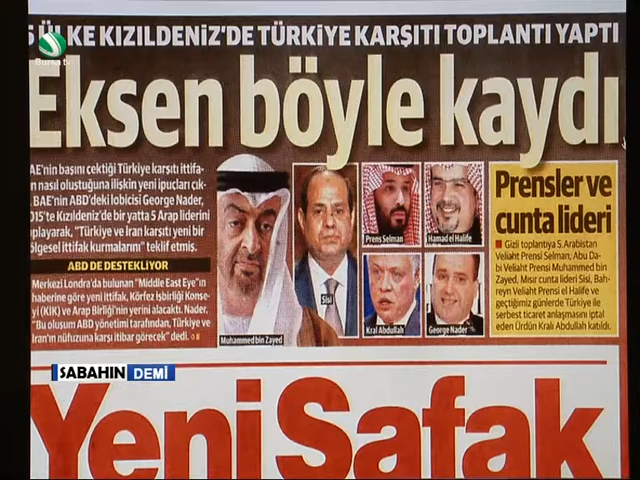 5 ÜLKE KIZILDENİZ'DE TÜRKİYE KARŞITI TOPLANTI YAPTI
Bursa tv
Eksen böyle kaydı
BAE'nin başını çektiği Türkiye karşıtı ittifa-
ın nasıl oluştuğuna ilişkin yeni ipuçları çık-
BAE'nin ABD'deki lobicisi George Nader,
2015'te Kızıldeniz'de bir yatta 5 Arap liderini
toplayarak, "Türkiye ve İran karşıtı yeni bir
bölgesel ittifak kurmalarını" teklif etmiş.
ABD DE DESTEKLİYOR
Merkezi Londra'da bulunan "Middle East Eye"ın
haberine göre yeni ittifak, Körfez İşbirliği Konse-
yi (KİK) ve Arap Birliği'nin yerini alacaktı. Nader,
"Bu oluşum ABD yönetimi tarafından, Türkiye ve
İran'ın nüfuzuna karşı itibar görecek" dedi.
Muhammed bin Zayed
Sisi
Prens Selman
Hamad el Halife
Kral Abdullah
George Nader
Prensler ve
cunta lideri
Gizli toplantıya S. Arabistan
Veliaht Prensi Selman, Abu Da-
bi Veliaht Prensi Muhammed bin
Zayed, Mısır cunta lideri Sisi, Bah-
reyn Veliaht Prensi el Halife ve
geçtiğimiz günlerde Türkiye ile
serbest ticaret anlaşmasını iptal
eden Ürdün Kralı Abdullah katıldı.
SABAHIN DEMİ
Yeni Şafak